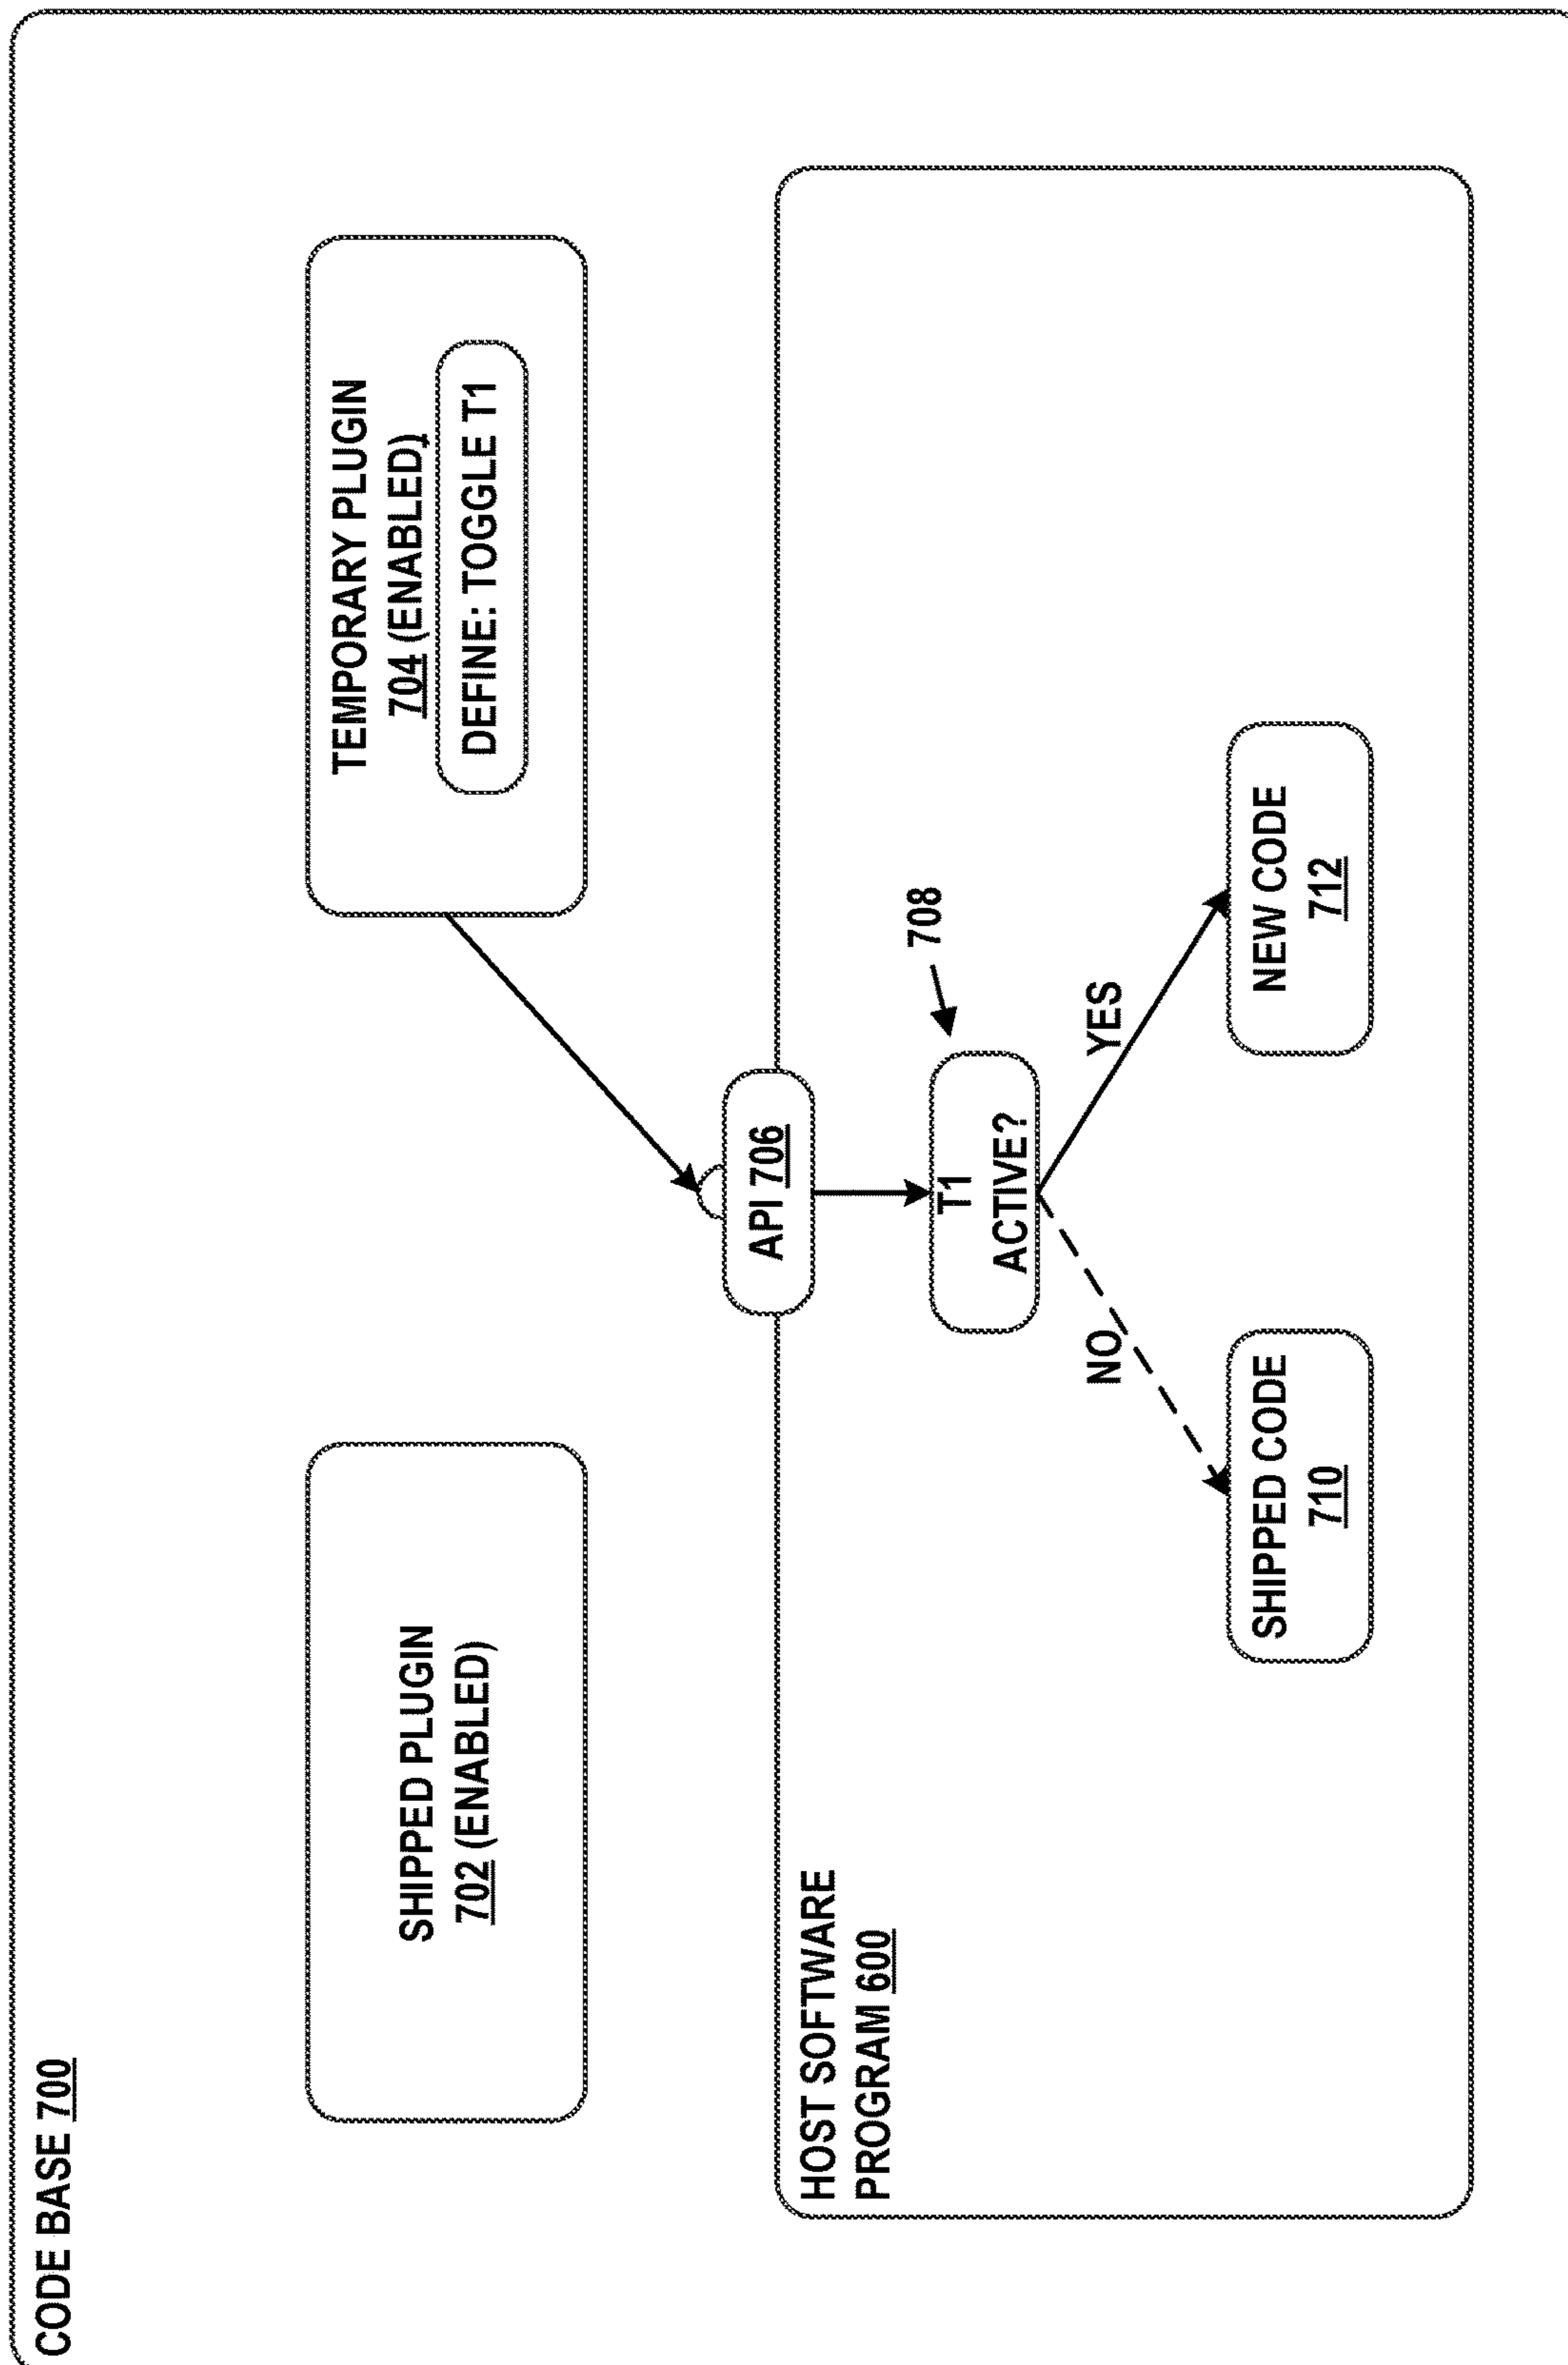 CODE BASE 700
SHIPPED PLUGIN
702 (ENABLED)
TEMPORARY PLUGIN
704 (ENABLED)
DEFINE: TOGGLE T1
HOST SOFTWARE
PROGRAM 600
API 706
T1
ACTIVE?
708
NO
YES
SHIPPED CODE
710
NEW CODE
712